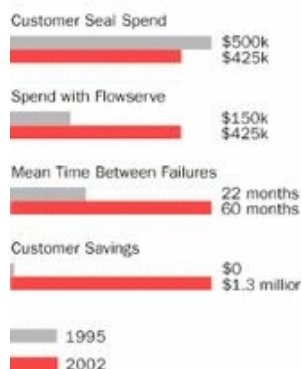 Customer Seal Spend
$500k
$425k
Spend with Flowserve
$150k
$425k
Mean Time Between Failures
22 months
60 months
Customer Savings
$0
$1.3 million
1995
2002